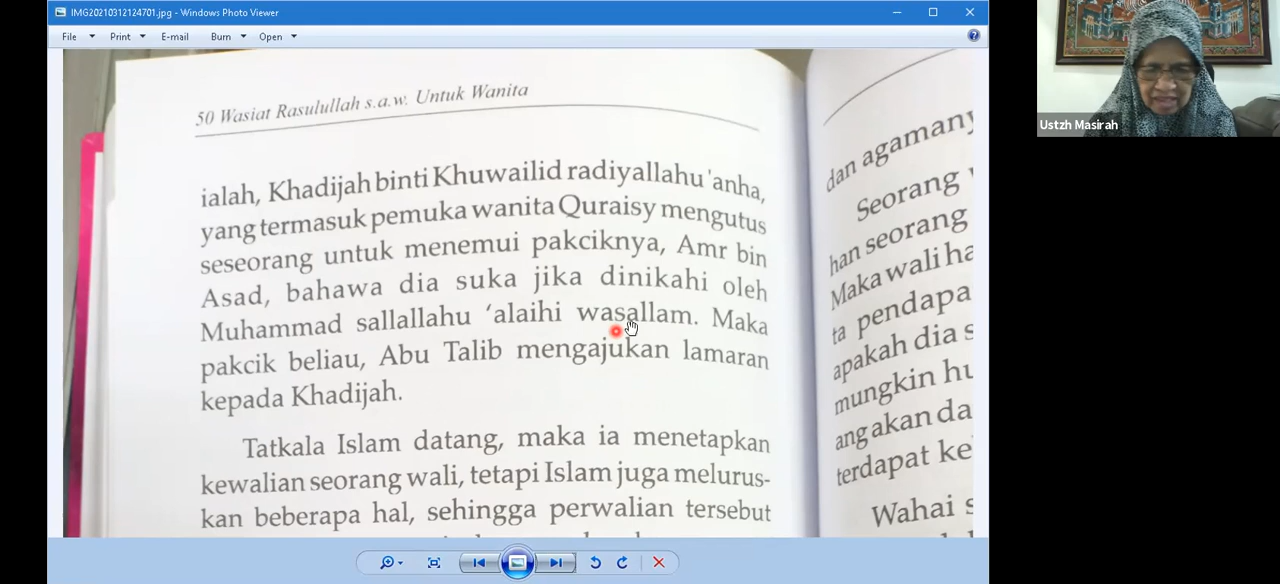 IMG20210312124701.jpg - Windows Photo Viewer
File Print E-mail Burn Open
Ustzh Masirah
50 Wasiat Rasulullah s.a.w. Untuk Wanita
ialah, Khadijah binti Khuwailid radiyallahu 'anha,
yang termasuk pemuka wanita Quraisy mengutus
seseorang untuk menemui pakciknya, Amr bin
Asad, bahawa dia suka jika dinikahi oleh
Muhammad sallallahu 'alaihi wasallam. Maka
pakcik beliau, Abu Talib mengajukan lamaran
kepada Khadijah.
Tatkala Islam datang, maka ia menetapkan
kewalian seorang wali, tetapi Islam juga melurus-
kan beberapa hal, sehingga perwalian tersebut
dan agamany
Seorang
han seorang
Maka wali ha
ta pendapa
apakah dia s
mungkin hu
ang akan da
terdapat ke
Wahai s